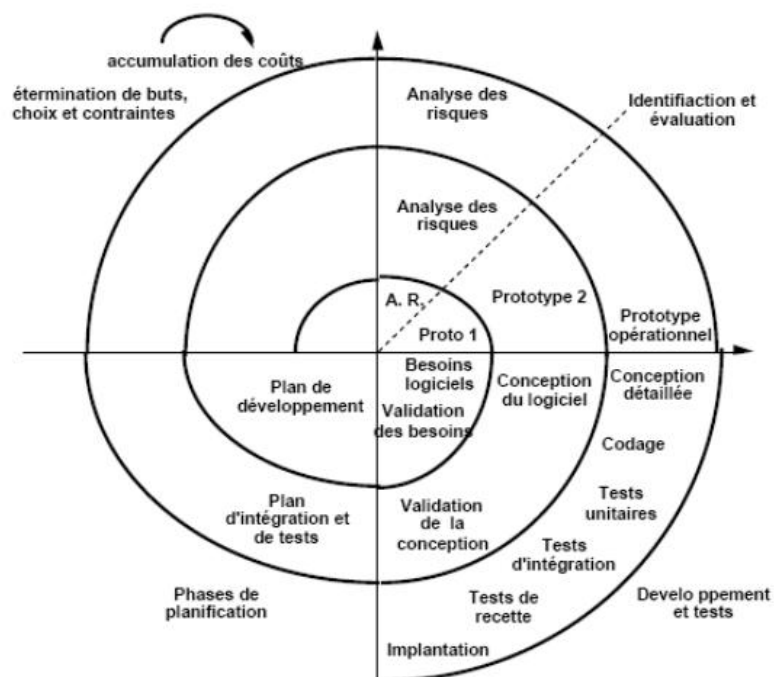 accumulation des coûts
étermination de buts,
choix et contraintes
Analyse des
risques
Identifiaction et
évaluation
Analyse des
risques
A. R.
Proto 1
Prototype 2
Prototype
opérationnel
Plan de
développement
Besoins
logiciels
Validation
des besoins
Conception
du logiciel
Conception
détaillée
Codage
Tests
unitaires
Plan
d'intégration et
de tests
Validation
de la
conception
Tests
d'intégration
Tests de
recette
Implantation
Phases de
planification
Develo ppement
et tests